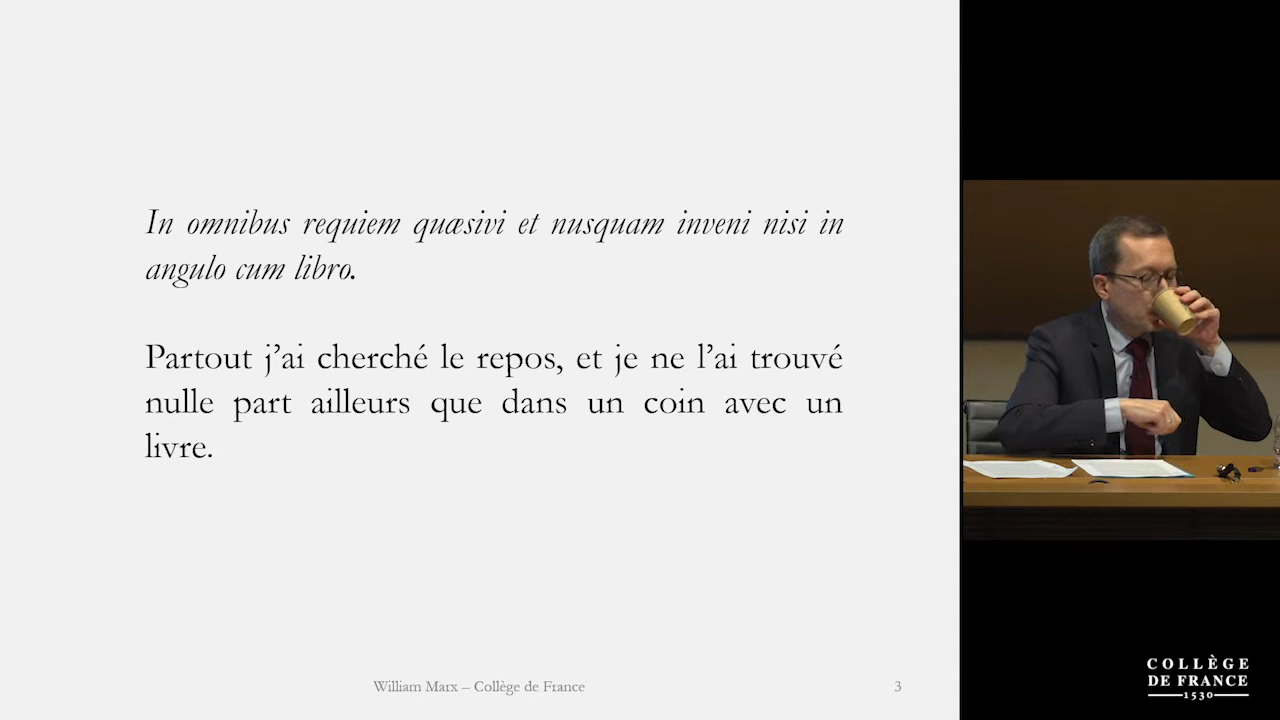 In omnibus requiem quæsivi et nusquam inveni nisi in
angulo cum libro.
Partout j’ai cherché le repos, et je ne l’ai trouvé
nulle part ailleurs que dans un coin avec un
livre.
William Marx – Collège de France
3
COLLÈGE
DE FRANCE
1530